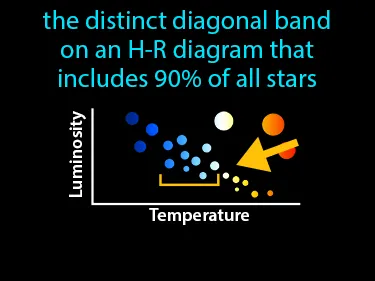 the distinct diagonal band
on an H-R diagram that
includes 90% of all stars
Luminosity
Temperature